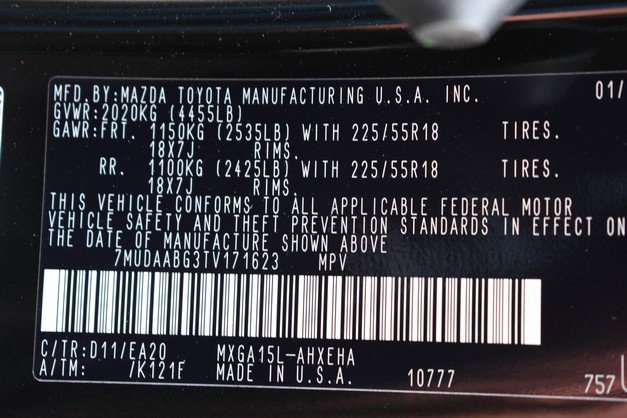 MFD.BY:MAZDA TOYOTA MANUFACTURING U.S.A. INC. 01/
GVWR:2020KG (4455LB)
GAWR:FRT. 1150KG (2535LB) WITH 225/55R18 TIRES.
18X7J RIMS.
RR. 1100KG (2425LB) WITH 225/55R18 TIRES.
18X7J RIMS.
THIS VEHICLE CONFORMS TO ALL APPLICABLE FEDERAL MOTOR
VEHICLE SAFETY AND THEFT PREVENTION STANDARDS IN EFFECT ON
THE DATE OF MANUFACTURE SHOWN ABOVE
7MUDAABG3TV171623 MPV
C/TR:D11/EA20 MXGA15L-AHXEHA
A/TM: /K121F MADE IN U.S.A. 10777 757